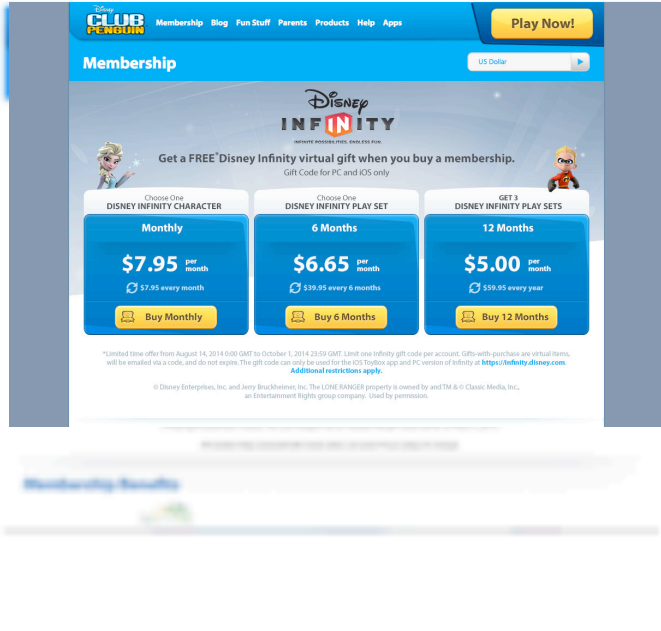 Disney
CLUB PENGUIN
Membership Blog Fun Stuff Parents Products Help Apps
Play Now!
Membership
US Dollar
Disney
INFINITY
INFINITE POSSIBILITIES. ENDLESS FUN.
Get a FREE*Disney Infinity virtual gift when you buy a membership.
Gift Code for PC and iOS only
Choose One
DISNEY INFINITY CHARACTER
Monthly
$7.95 per month
$7.95 every month
Buy Monthly
Choose One
DISNEY INFINITY PLAY SET
6 Months
$6.65 per month
$39.95 every 6 months
Buy 6 Months
GET 3
DISNEY INFINITY PLAY SETS
12 Months
$5.00 per month
$59.95 every year
Buy 12 Months
*Limited time offer from August 14, 2014 0:00 GMT to October 1, 2014 23:59 GMT. Limit one Infinity gift code per account. Gifts-with-purchase are virtual items,
will be emailed via a code, and do not expire. The gift code can only be used for the iOS ToyBox app and PC version of Infinity at https://infinity.disney.com.
Additional restrictions apply.
© Disney Enterprises, Inc. and Jerry Bruckheimer, Inc. The LONE RANGER property is owned by and TM & © Classic Media, Inc.,
an Entertainment Rights group company. Used by permission.
Membership Benefits